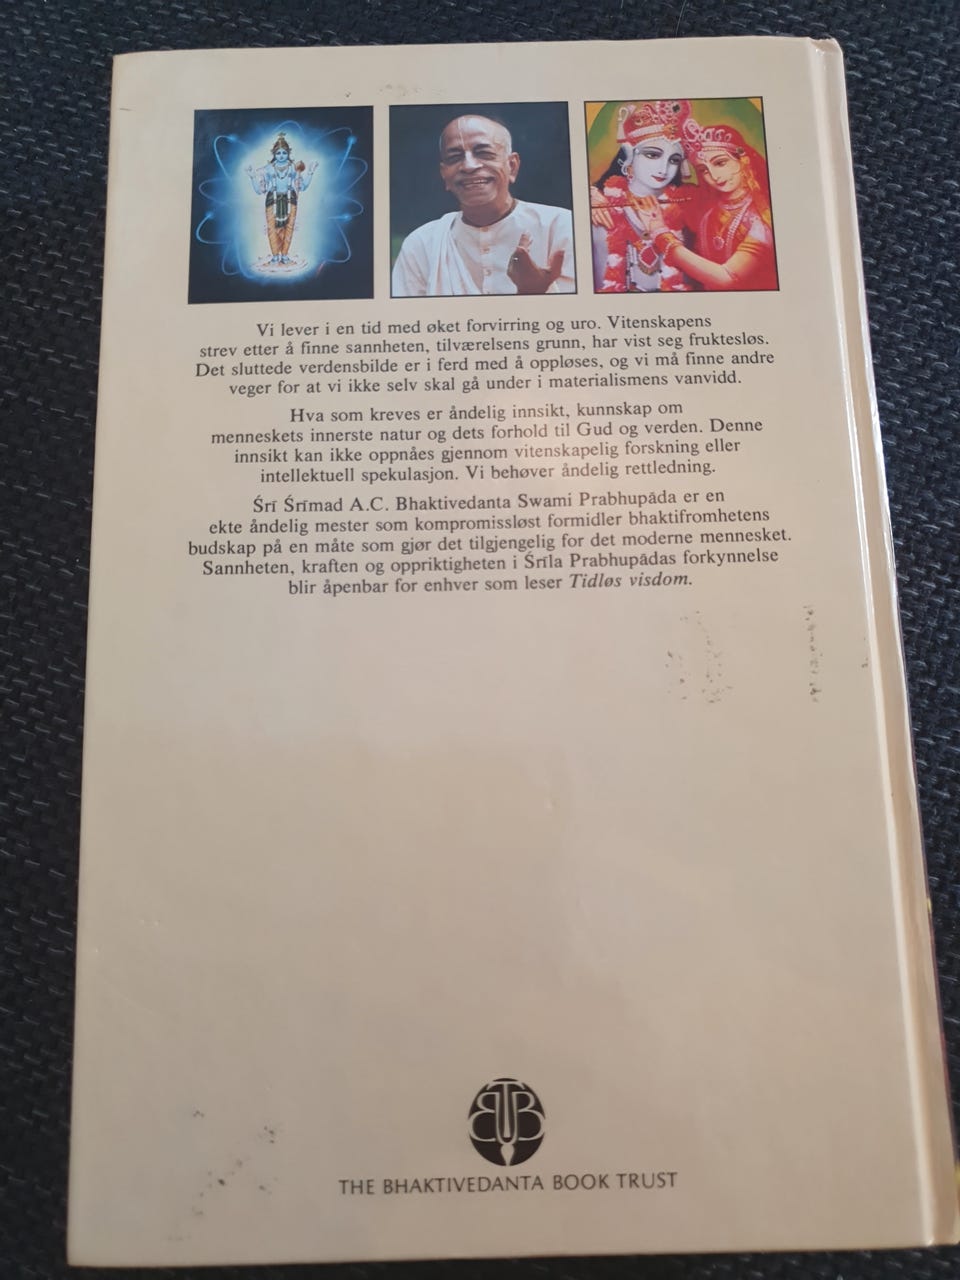 Vi lever i en tid med øket forvirring og uro. Vitenskapens
strev etter å finne sannheten, tilværelsens grunn, har vist seg fruktesløs.
Det sluttede verdensbilde er i ferd med å oppløses, og vi må finne andre
veger for at vi ikke selv skal gå under i materialismens vanvidd.
Hva som kreves er åndelig innsikt, kunnskap om
menneskets innerste natur og dets forhold til Gud og verden. Denne
innsikt kan ikke oppnåes gjennom vitenskapelig forskning eller
intellektuell spekulasjon. Vi behøver åndelig rettledning.
Śrī Śrīmad A.C. Bhaktivedanta Swami Prabhupāda er en
ekte åndelig mester som kompromissløst formidler bhaktifromhetens
budskap på en måte som gjør det tilgjengelig for det moderne mennesket.
Sannheten, kraften og oppriktigheten i Śrīla Prabhupādas forkynnelse
blir åpenbar for enhver som leser Tidløs visdom.
BTB
THE BHAKTIVEDANTA BOOK TRUST